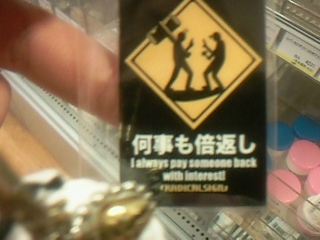 何事も倍返し
I always pay someone back
with interest!